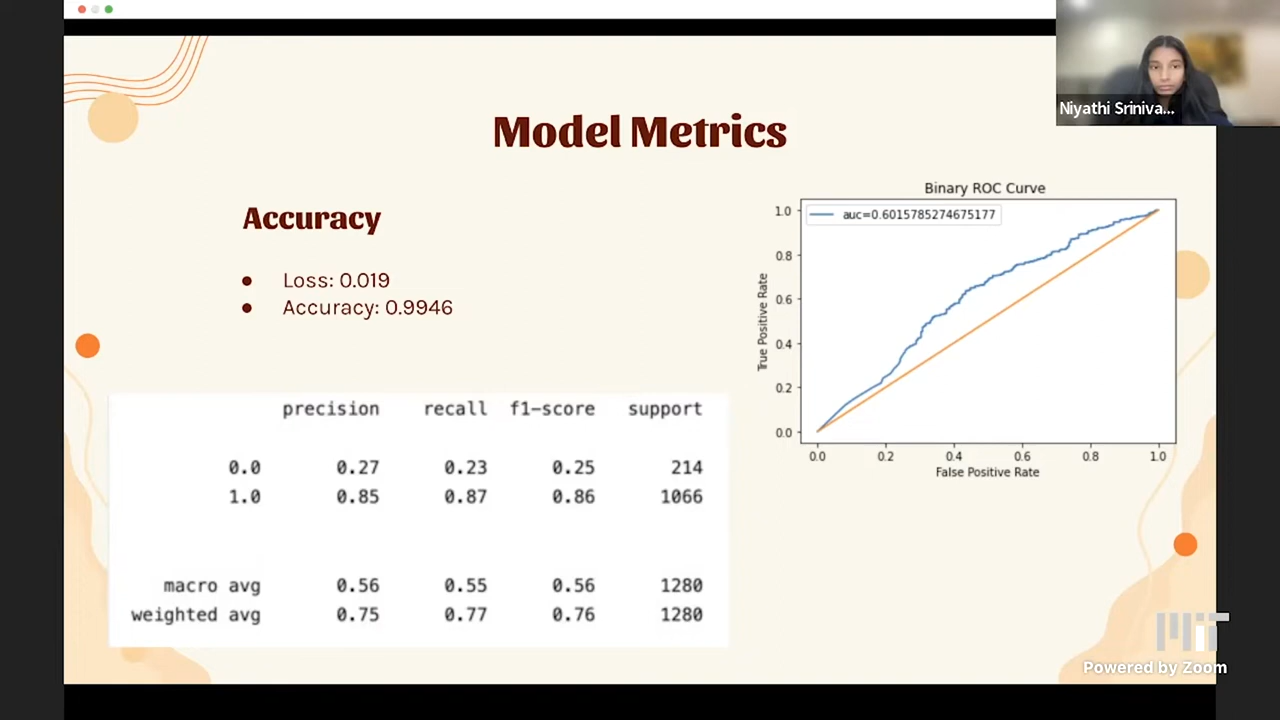 Niyathi Sriniva...
Model Metrics
Accuracy
● Loss: 0.019
● Accuracy: 0.9946
precision recall f1-score support
0.0 0.27 0.23 0.25 214
1.0 0.85 0.87 0.86 1066
macro avg 0.56 0.55 0.56 1280
weighted avg 0.75 0.77 0.76 1280
Binary ROC Curve
auc=0.6015785274675177
True Positive Rate
1.0
0.8
0.6
0.4
0.2
0.0
0.0 0.2 0.4 0.6 0.8 1.0
False Positive Rate
MIT
Powered by Zoom